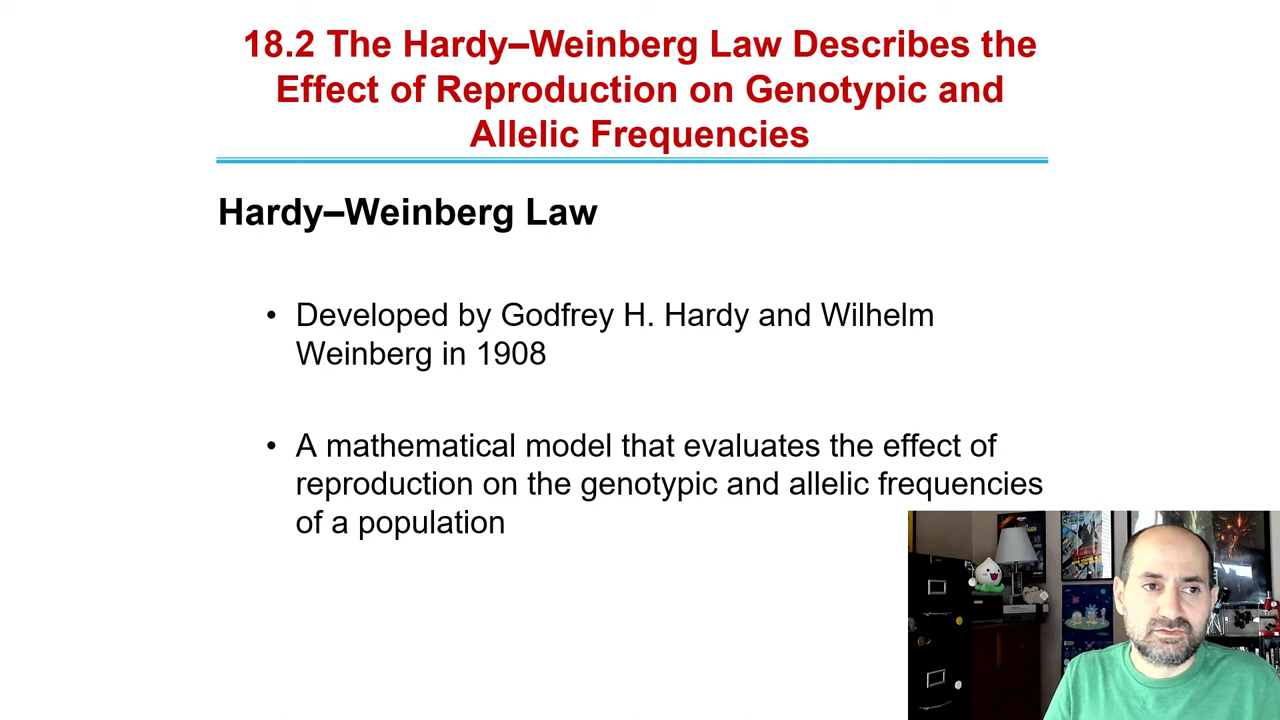 18.2 The Hardy–Weinberg Law Describes the
Effect of Reproduction on Genotypic and
Allelic Frequencies
Hardy–Weinberg Law
• Developed by Godfrey H. Hardy and Wilhelm
Weinberg in 1908
• A mathematical model that evaluates the effect of
reproduction on the genotypic and allelic frequencies
of a population